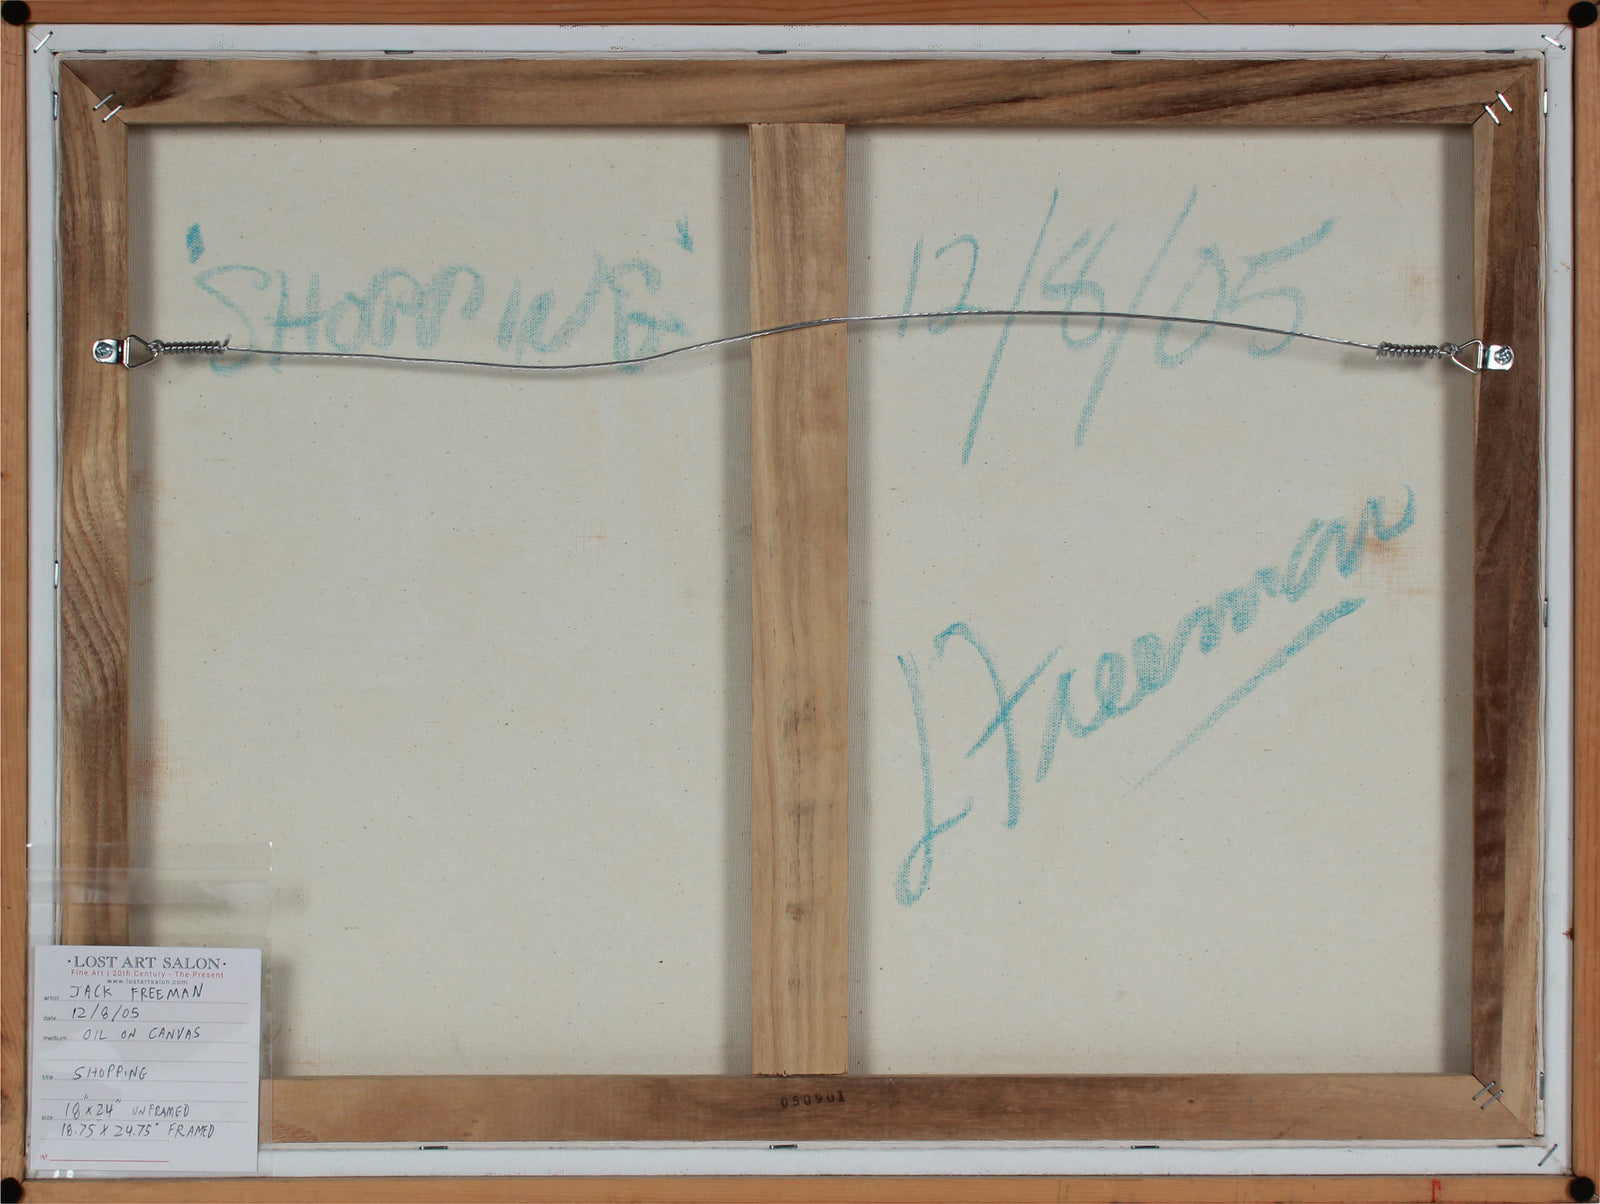 'SHOPPING'
12/8/05
J Freeman
·LOST ART SALON·
Fine Art | 20th Century - The Present
www.lostartsalon.com
artist JACK FREEMAN
date 12/8/05
medium OIL ON CANVAS
title SHOPPING
size 18" x 24" UNFRAMED
18.75 x 24.75" FRAMED
Nº
050901